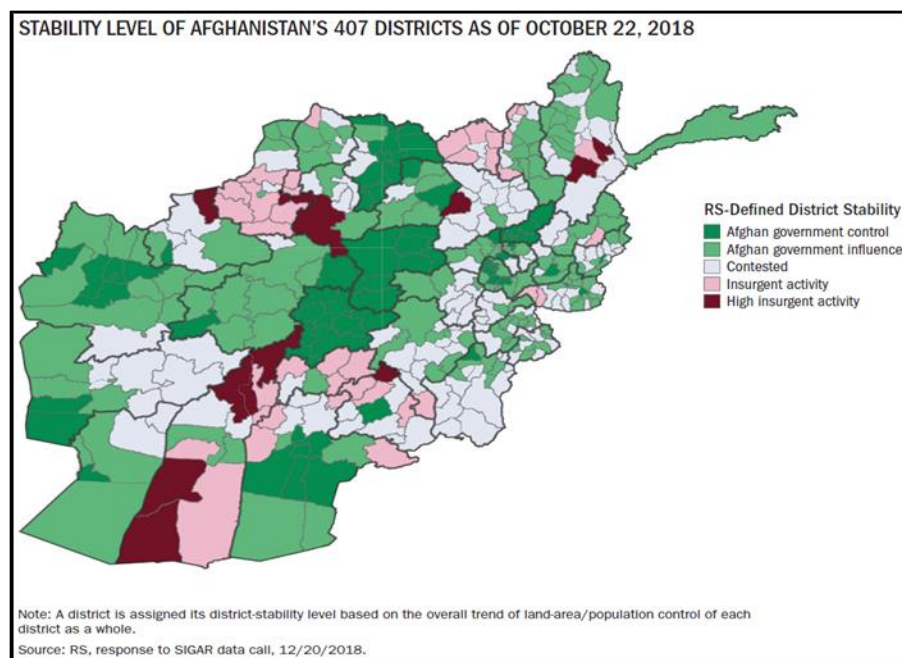 STABILITY LEVEL OF AFGHANISTAN'S 407 DISTRICTS AS OF OCTOBER 22, 2018
RS-Defined District Stability
Afghan government control
Afghan government influence
Contested
Insurgent activity
High insurgent activity
Note: A district is assigned its district-stability level based on the overall trend of land-area/population control of each
district as a whole.
Source: RS, response to SIGAR data call, 12/20/2018.